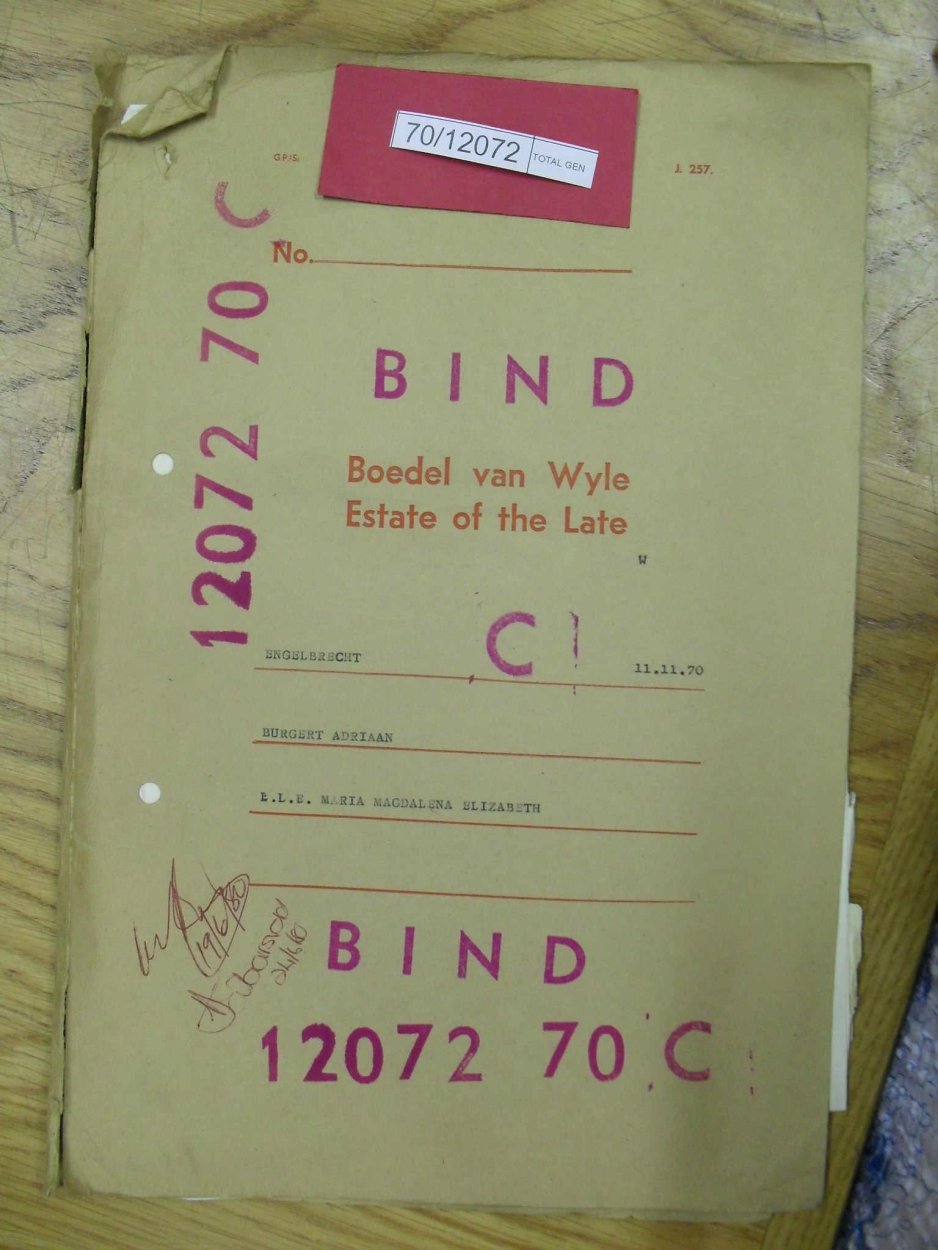 70/12072 TOTAL GEN
G.P.-S.
J. 257.
No.
12072 70 C
BIND
Boedel van Wyle
Estate of the Late
W
C
ENGELBRECHT 11.11.70
BURGERT ADRIAAN
E.L.E. MARIA MAGDALENA ELIZABETH
19/6/80
BIND
12072 70 C